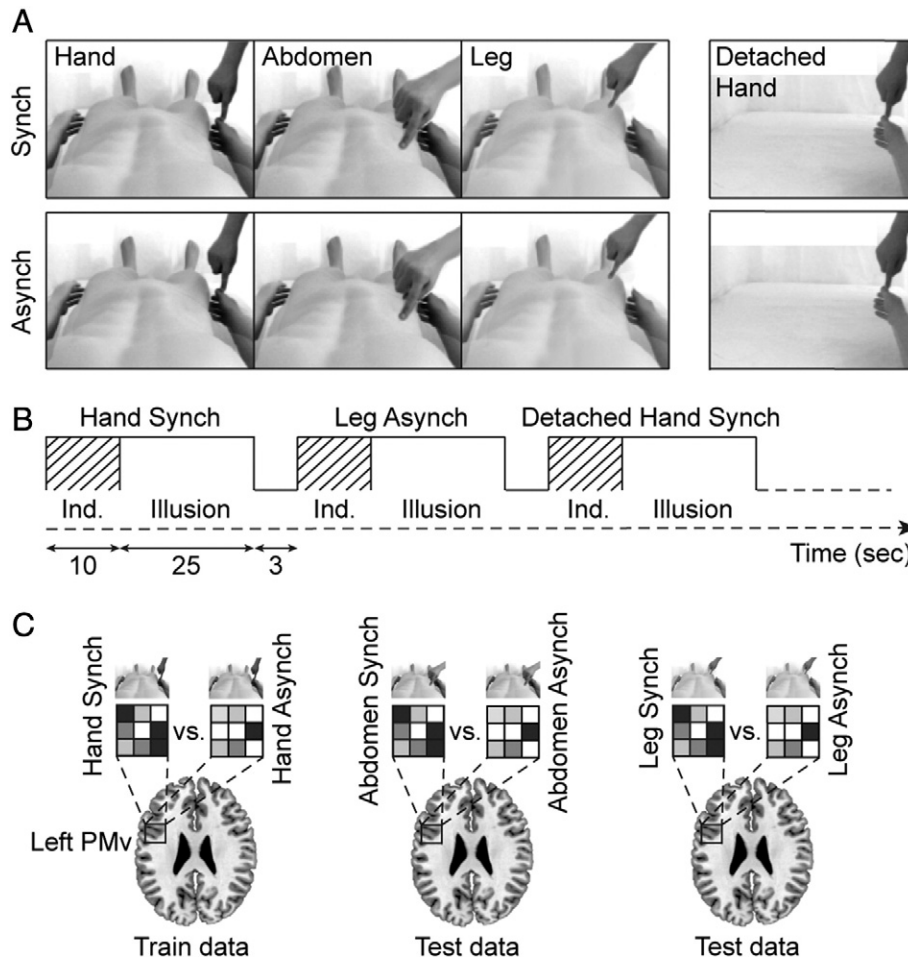 A
Hand Abdomen Leg Detached
Hand
Synch
Asynch
B
Hand Synch Leg Asynch Detached Hand Synch
Ind. Illusion Ind. Illusion Ind. Illusion
Time (sec)
10 25 3
C
Hand Synch
vs.
Hand Asynch
Abdomen Synch
vs.
Abdomen Asynch
Leg Synch
vs.
Leg Asynch
Left PMv
Train data Test data Test data